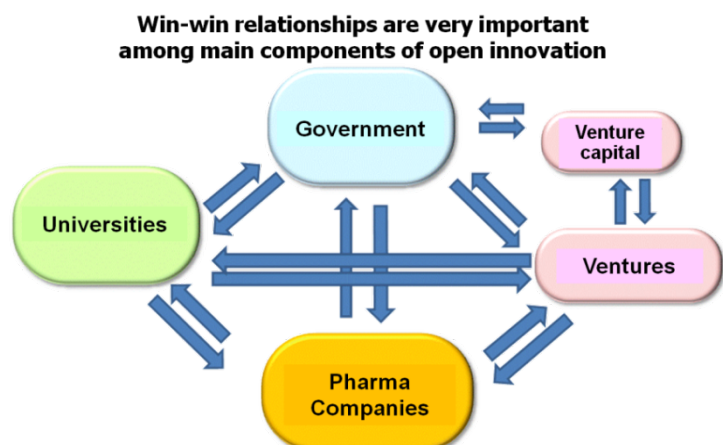 Win-win relationships are very important
among main components of open innovation
Government
Venture
capital
Universities
Ventures
Pharma
Companies